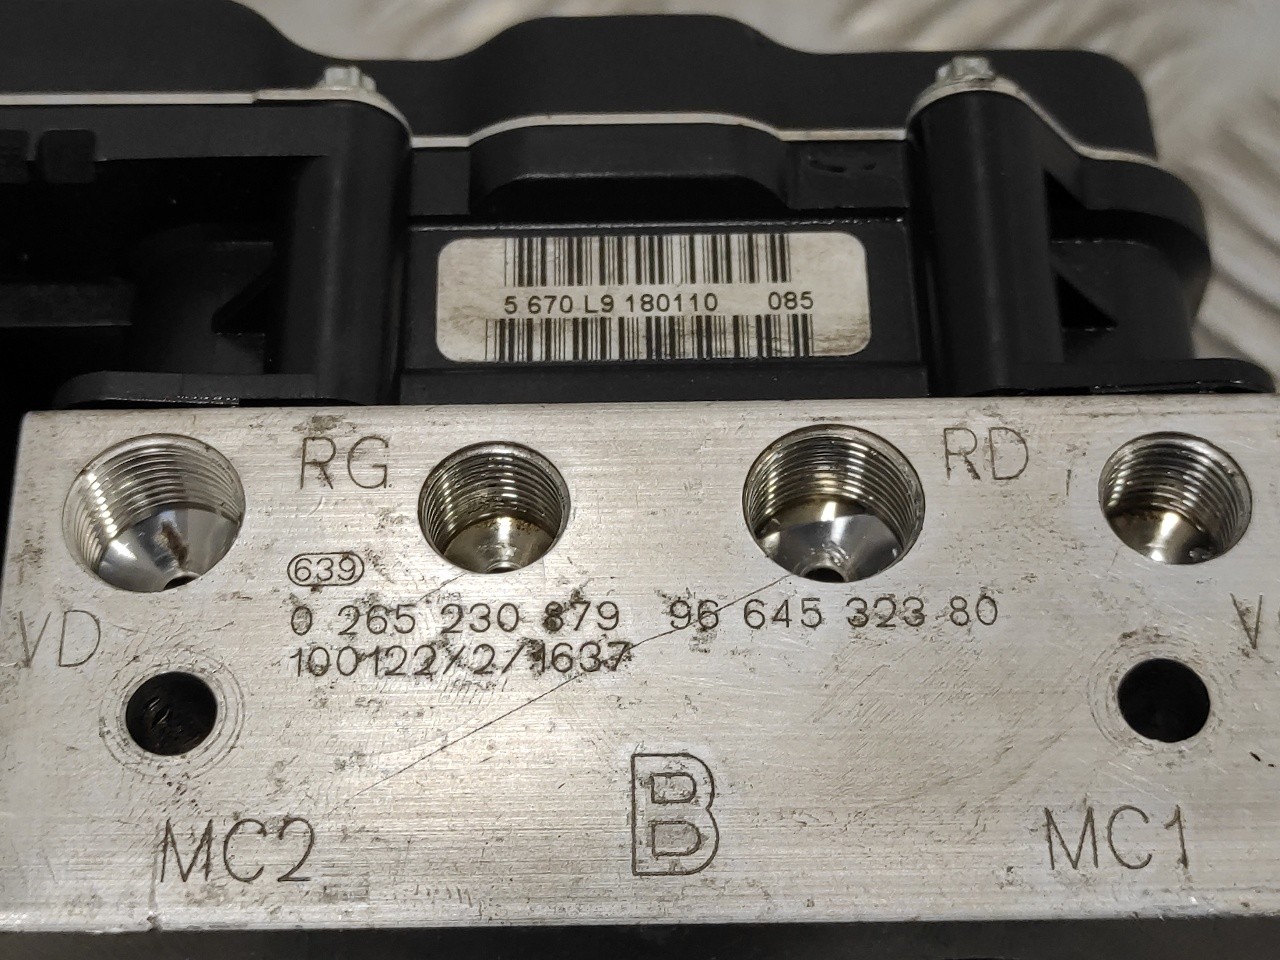 5 670 L9 180110 085
RG RD
639
0 265 230 879 96 645 323 80
VD
100122/2/1637
B
MC2 MC1